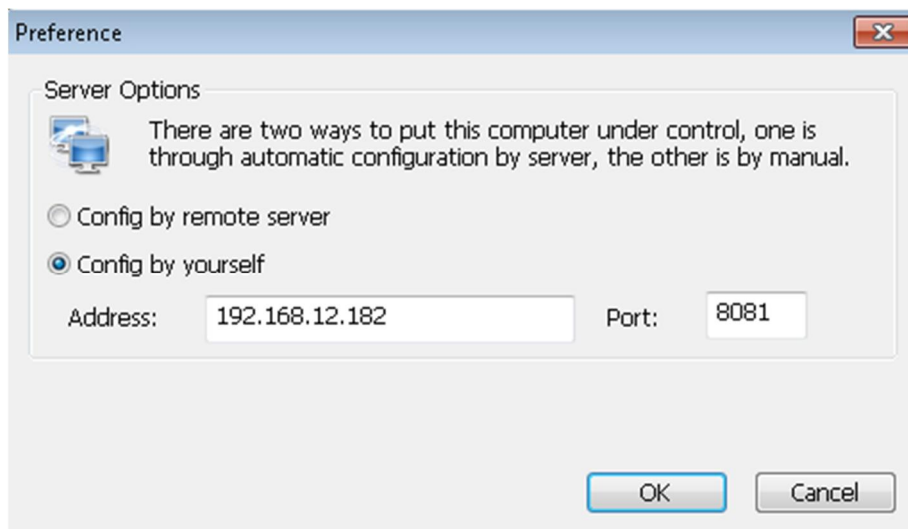 Preference
Server Options
There are two ways to put this computer under control, one is
through automatic configuration by server, the other is by manual.
Config by remote server
Config by yourself
Address: 192.168.12.182 Port: 8081
OK Cancel